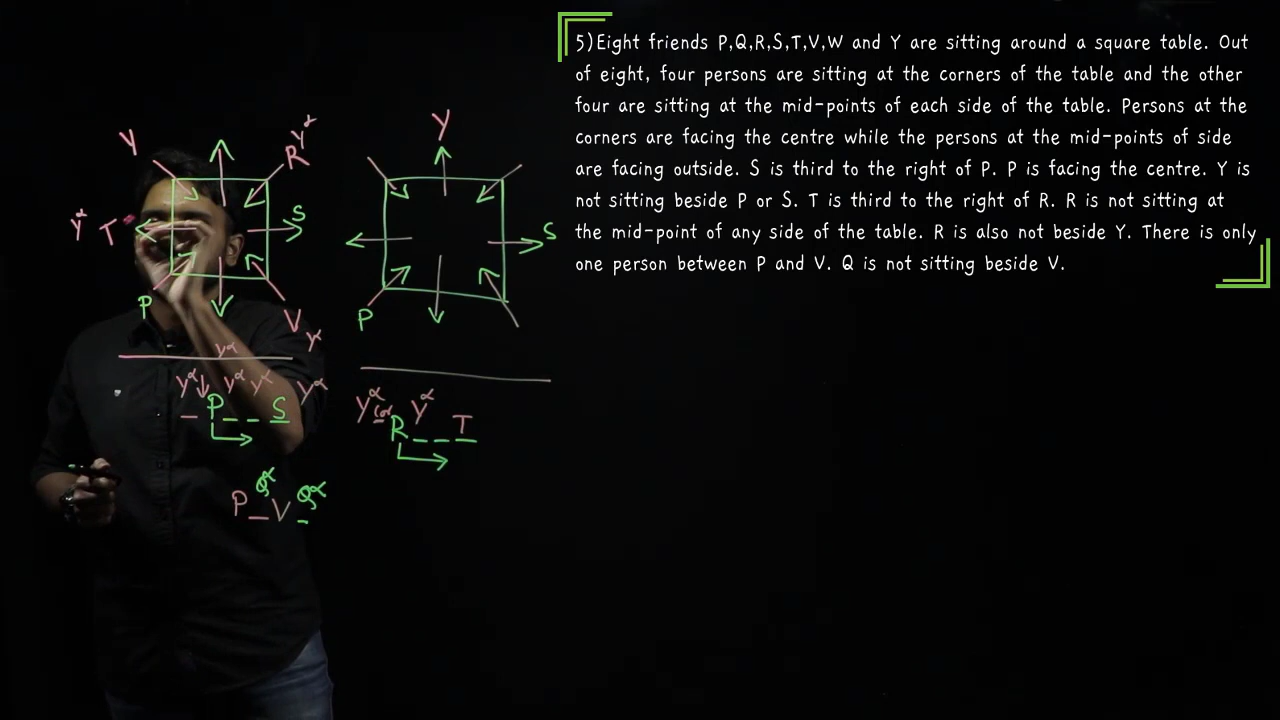 5)Eight friends P,Q,R,S,T,V,W and Y are sitting around a square table. Out
of eight, four persons are sitting at the corners of the table and the other
four are sitting at the mid-points of each side of the table. Persons at the
corners are facing the centre while the persons at the mid-points of side
are facing outside. S is third to the right of P. P is facing the centre. Y is
not sitting beside P or S. T is third to the right of R. R is not sitting at
the mid-point of any side of the table. R is also not beside Y. There is only
one person between P and V. Q is not sitting beside V.
Y
R
Y
S
Y
T
P
V
Y
Y
Y
Y
Y
Y
P _ _ S
P _ V _
Q
Q
Y
S
P
Y
Cor
Y
R _ _ T